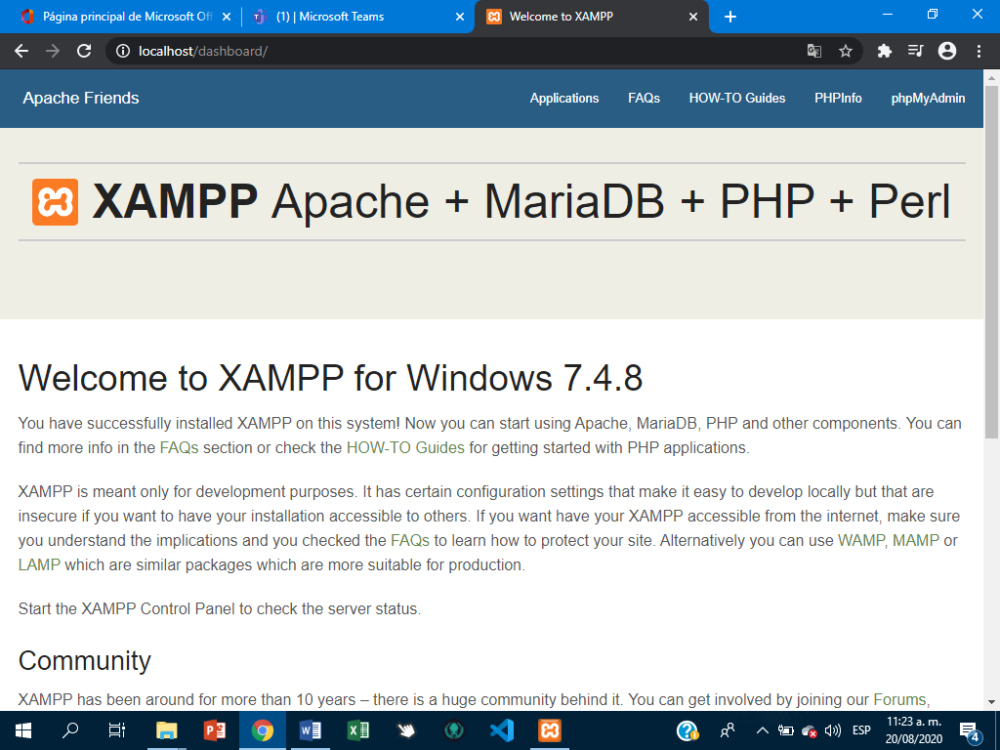 Página principal de Microsoft Off
(1) | Microsoft Teams
Welcome to XAMPP
localhost/dashboard/
Apache Friends
Applications
FAQs
HOW-TO Guides
PHPInfo
phpMyAdmin
XAMPP Apache + MariaDB + PHP + Perl
Welcome to XAMPP for Windows 7.4.8
You have successfully installed XAMPP on this system! Now you can start using Apache, MariaDB, PHP and other components. You can
find more info in the FAQs section or check the HOW-TO Guides for getting started with PHP applications.
XAMPP is meant only for development purposes. It has certain configuration settings that make it easy to develop locally but that are
insecure if you want to have your installation accessible to others. If you want have your XAMPP accessible from the internet, make sure
you understand the implications and you checked the FAQs to learn how to protect your site. Alternatively you can use WAMP, MAMP or
LAMP which are similar packages which are more suitable for production.
Start the XAMPP Control Panel to check the server status.
Community
XAMPP has been around for more than 10 years – there is a huge community behind it. You can get involved by joining our Forums,
ESP
11:23 a. m.
20/08/2020
4